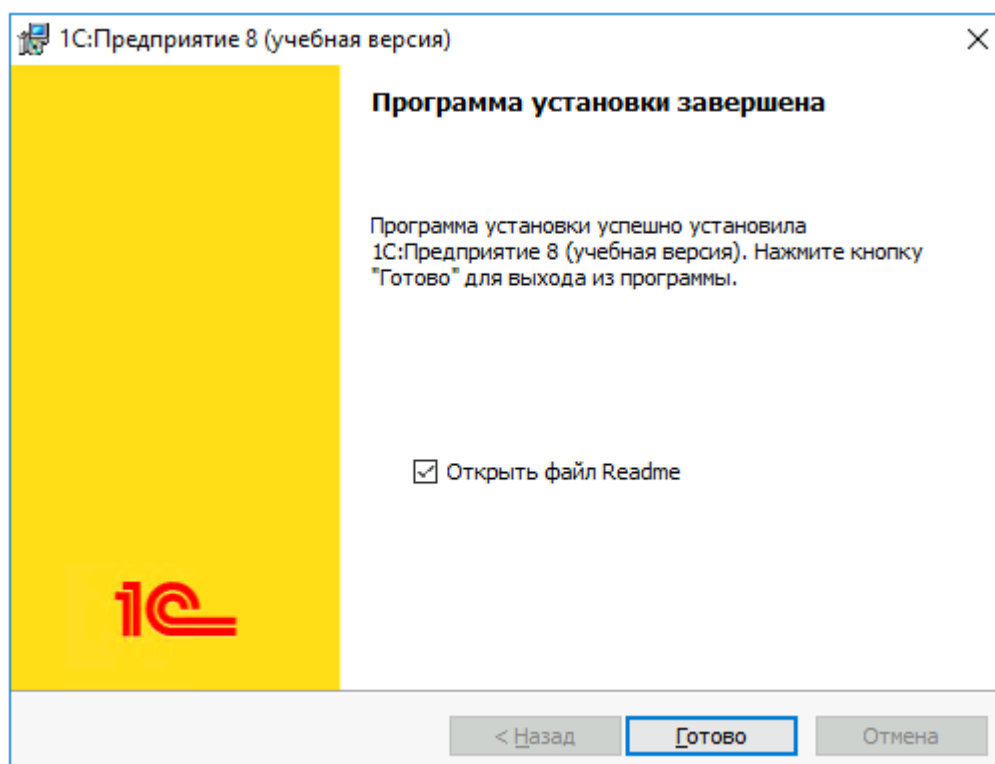 1С:Предприятие 8 (учебная версия)
Программа установки завершена
Программа установки успешно установила
1С:Предприятие 8 (учебная версия). Нажмите кнопку
"Готово" для выхода из программы.
Открыть файл Readme
1С
< Назад
Готово
Отмена